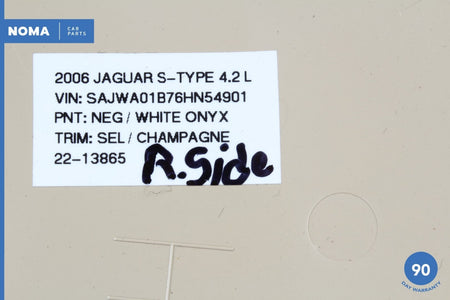 NOMA CAR PARTS
2006 JAGUAR S-TYPE 4.2 L
VIN: SAJWA01B76HN54901
PNT: NEG / WHITE ONYX
TRIM: SEL / CHAMPAGNE
22-13865 R.Side
90
DAY WARRANTY